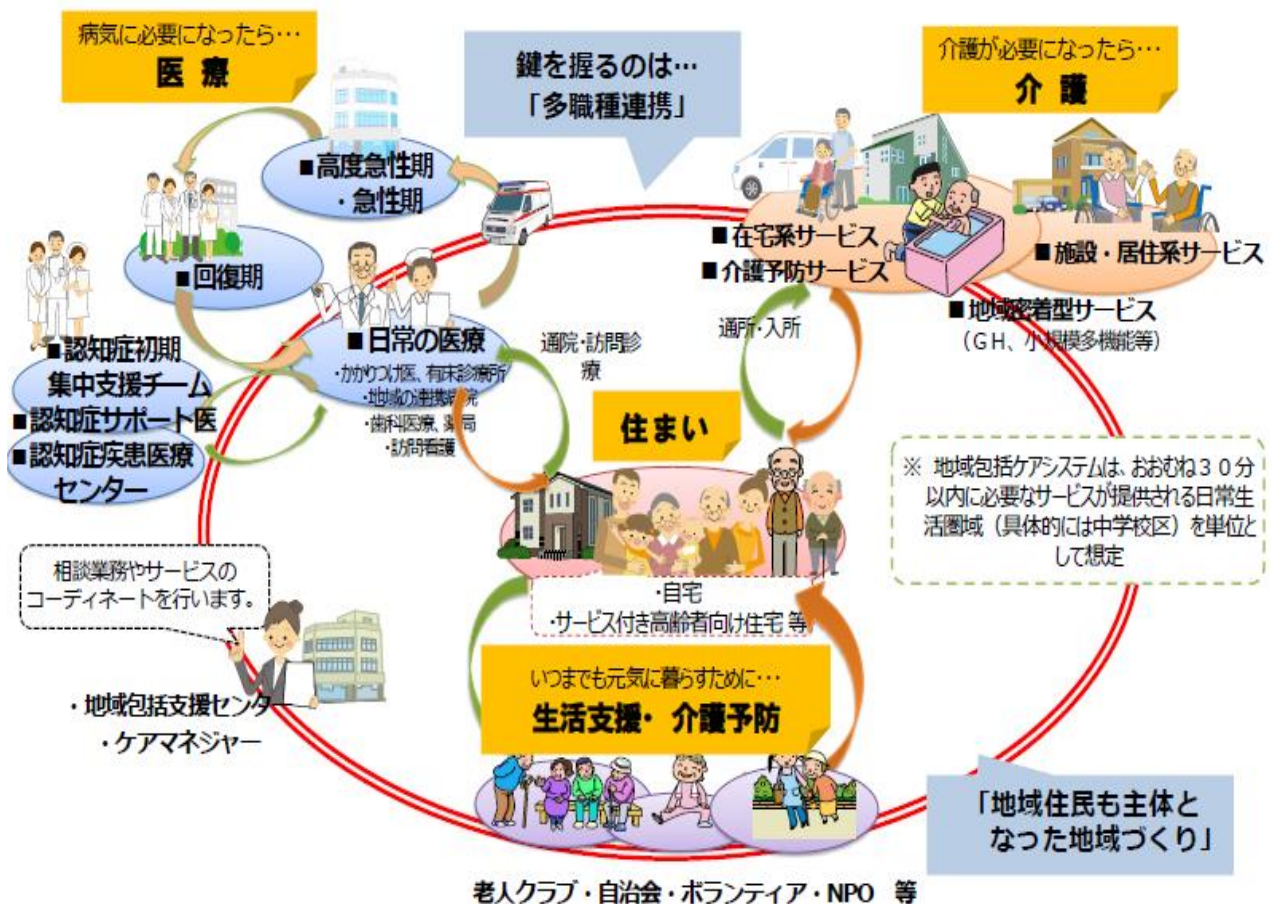 病気に必要になったら…
医 療
鍵を握るのは…
「多職種連携」
介護が必要になったら…
介 護
■高度急性期
・急性期
■回復期
■在宅系サービス
■介護予防サービス
■施設・居住系サービス
■地域密着型サービス
（GH、小規模多機能等）
■認知症初期
集中支援チーム
■認知症サポート医
■認知症疾患医療
センター
■日常の医療
・かかりつけ医、有床診療所
・地域の連携病院
・歯科医療、薬局
・訪問看護
通院・訪問診
療
通所・入所
住まい
※ 地域包括ケアシステムは、おおむね３０分
以内に必要なサービスが提供される日常生
活圏域（具体的には中学校区）を単位と
して想定
相談業務やサービスの
コーディネートを行います。
・自宅
・サービス付き高齢者向け住宅 等
・地域包括支援センター
・ケアマネジャー
いつまでも元気に暮らすために…
生活支援・ 介護予防
「地域住民も主体と
なった地域づくり」
老人クラブ・自治会・ボランティア・NPO 等